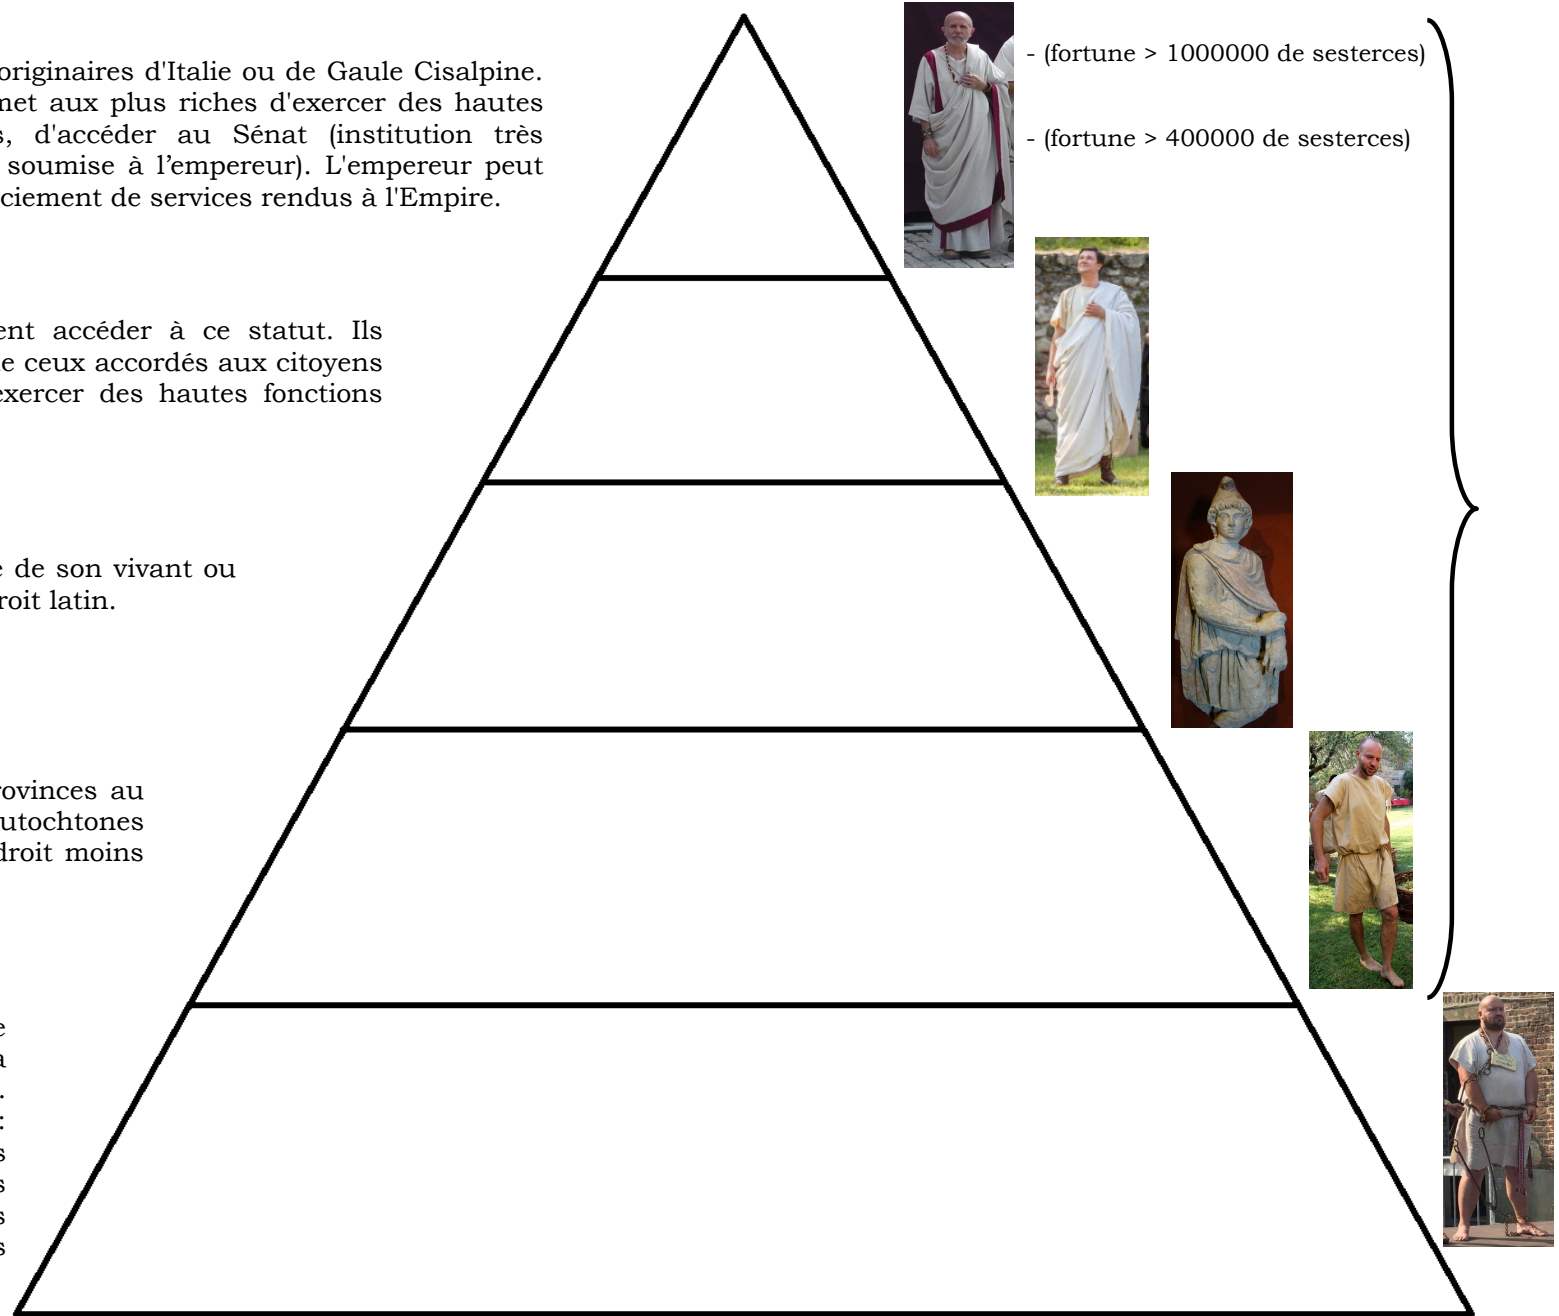 originaires d'Italie ou de Gaule Cisalpine.
met aux plus riches d'exercer des hautes
s, d'accéder au Sénat (institution très
soumise à l’empereur). L'empereur peut
ciement de services rendus à l'Empire.
- (fortune > 1000000 de sesterces)
- (fortune > 400000 de sesterces)
ent accéder à ce statut. Ils
e ceux accordés aux citoyens
exercer des hautes fonctions
e de son vivant ou
roit latin.
rovinces au
utochtones
droit moins
e
a
.
:
s
s
s
s